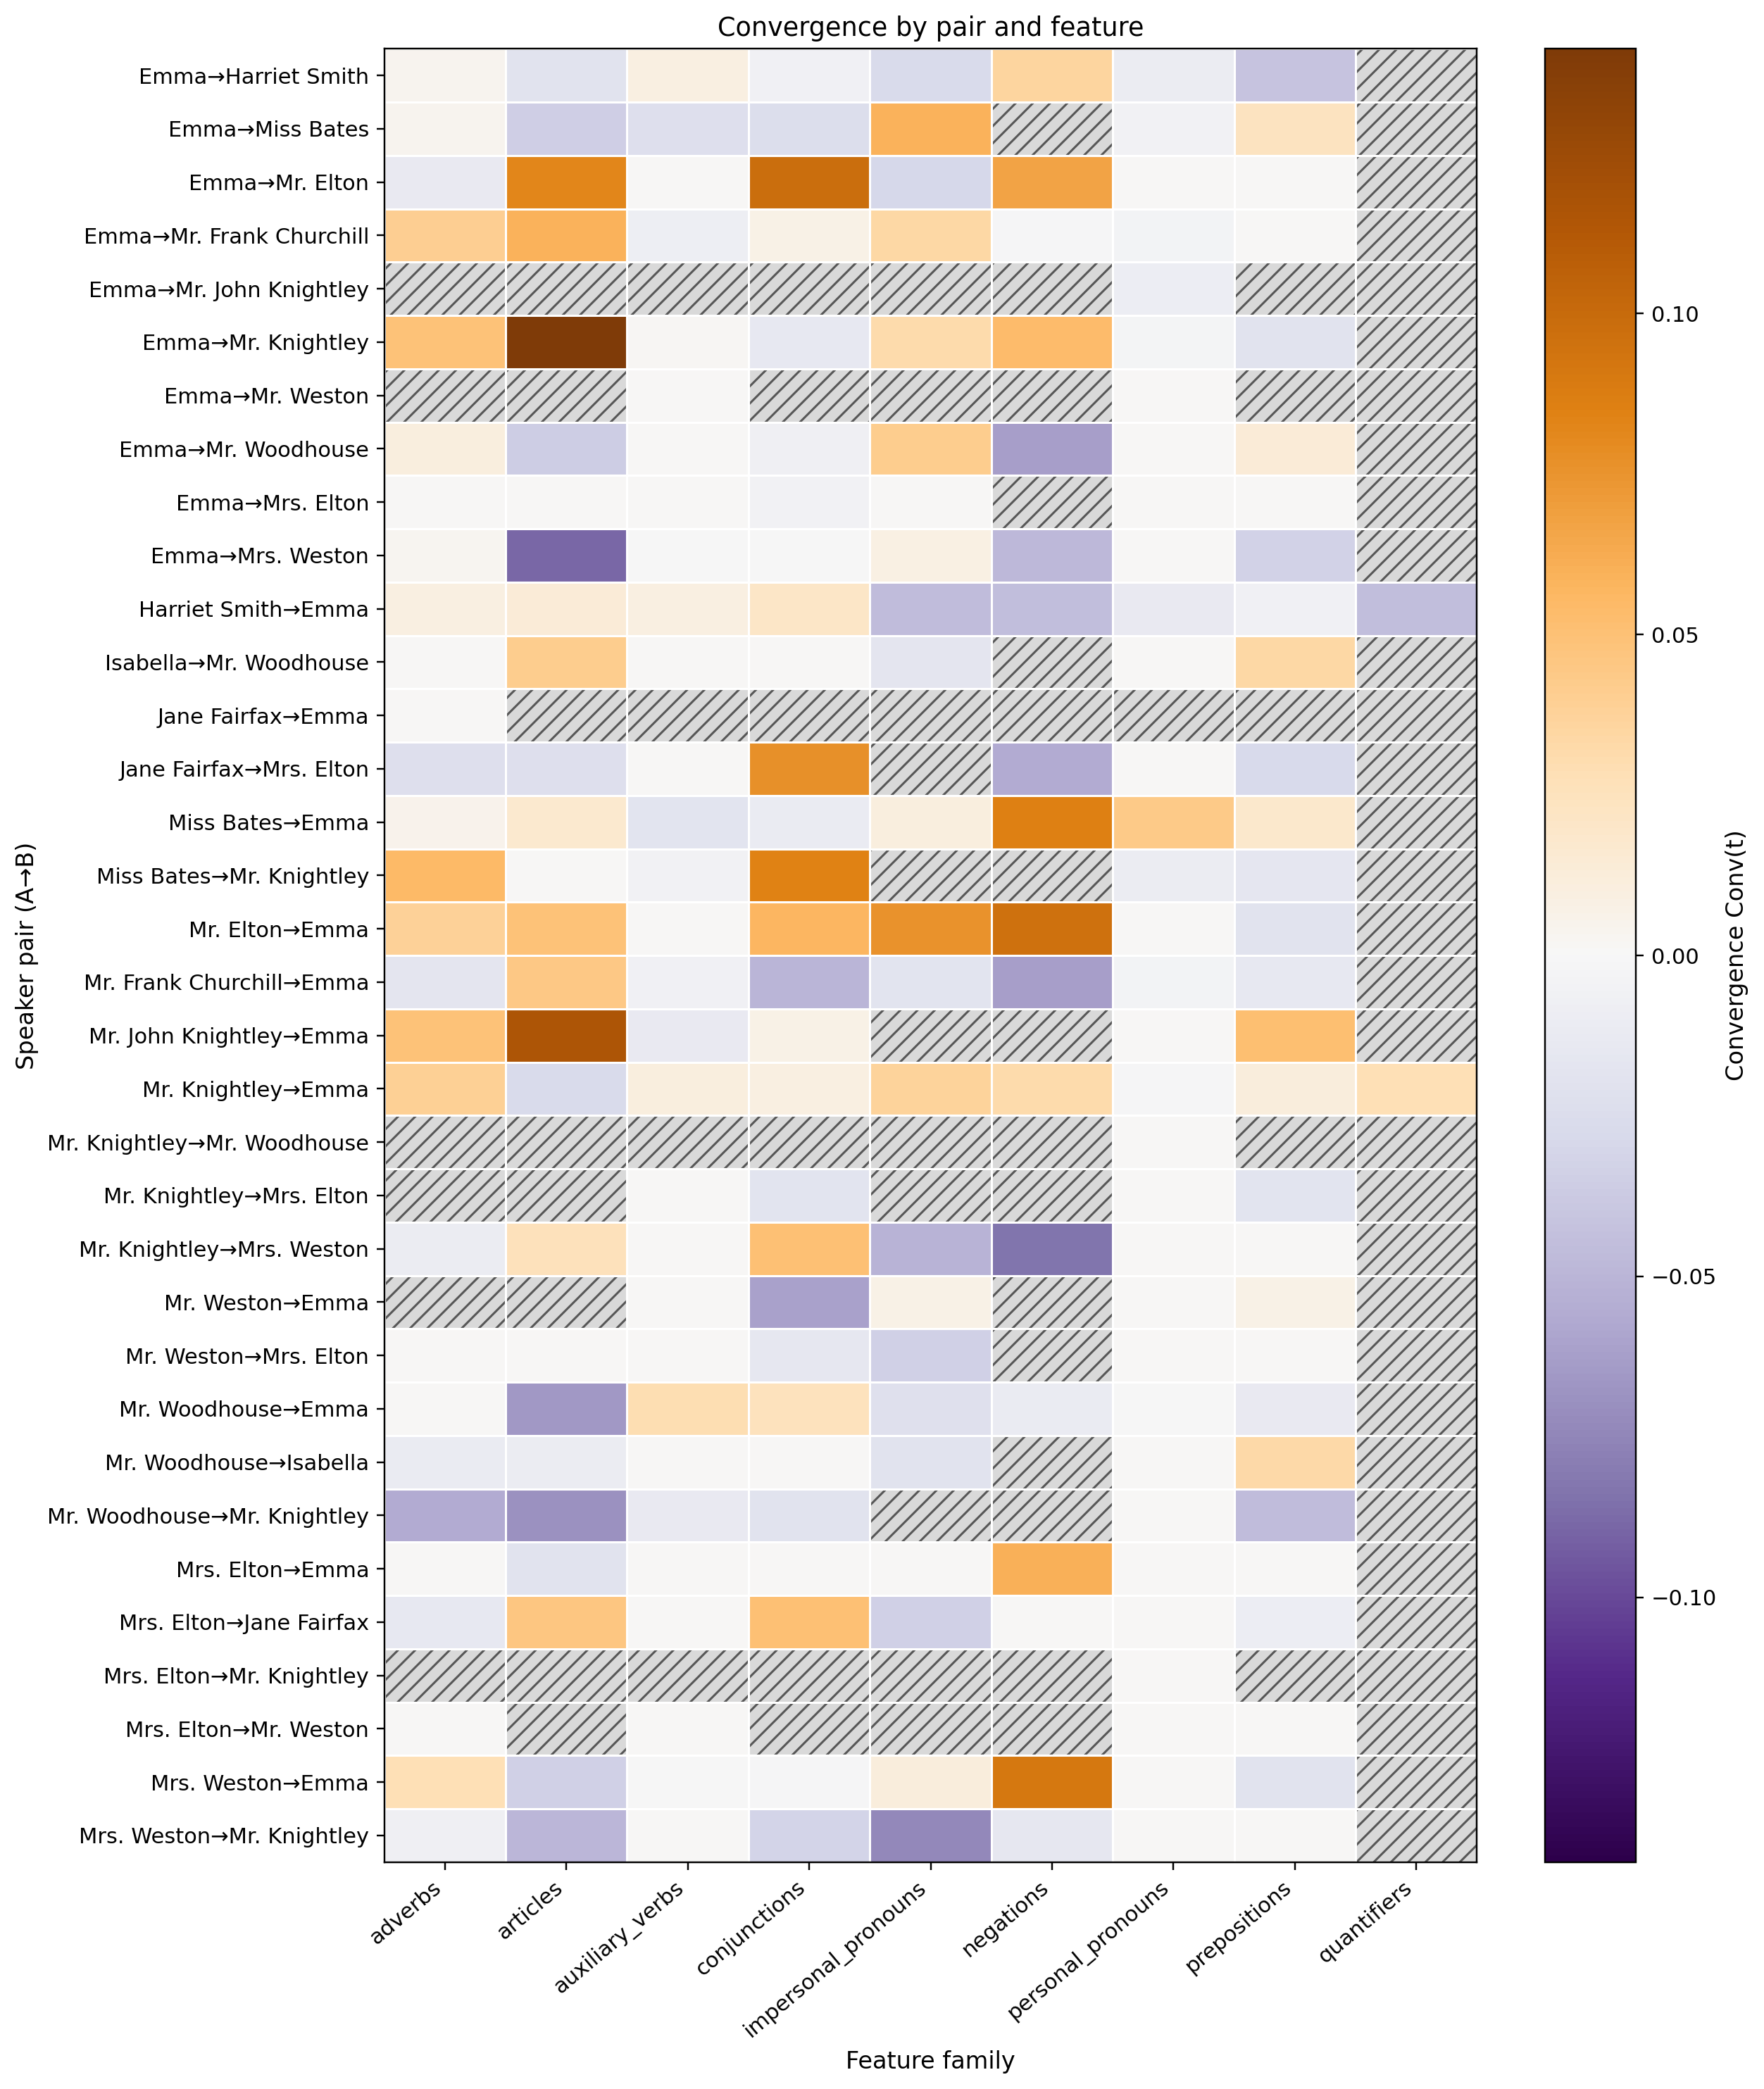 Convergence by pair and feature
Speaker pair (A→B)
Emma→Harriet Smith
Emma→Miss Bates
Emma→Mr. Elton
Emma→Mr. Frank Churchill
Emma→Mr. John Knightley
Emma→Mr. Knightley
Emma→Mr. Weston
Emma→Mr. Woodhouse
Emma→Mrs. Elton
Emma→Mrs. Weston
Harriet Smith→Emma
Isabella→Mr. Woodhouse
Jane Fairfax→Emma
Jane Fairfax→Mrs. Elton
Miss Bates→Emma
Miss Bates→Mr. Knightley
Mr. Elton→Emma
Mr. Frank Churchill→Emma
Mr. John Knightley→Emma
Mr. Knightley→Emma
Mr. Knightley→Mr. Woodhouse
Mr. Knightley→Mrs. Elton
Mr. Knightley→Mrs. Weston
Mr. Weston→Emma
Mr. Weston→Mrs. Elton
Mr. Woodhouse→Emma
Mr. Woodhouse→Isabella
Mr. Woodhouse→Mr. Knightley
Mrs. Elton→Emma
Mrs. Elton→Jane Fairfax
Mrs. Elton→Mr. Knightley
Mrs. Elton→Mr. Weston
Mrs. Weston→Emma
Mrs. Weston→Mr. Knightley
adverbs
articles
auxiliary_verbs
conjunctions
impersonal_pronouns
negations
personal_pronouns
prepositions
quantifiers
Feature family
0.10
0.05
0.00
−0.05
−0.10
Convergence Conv(t)